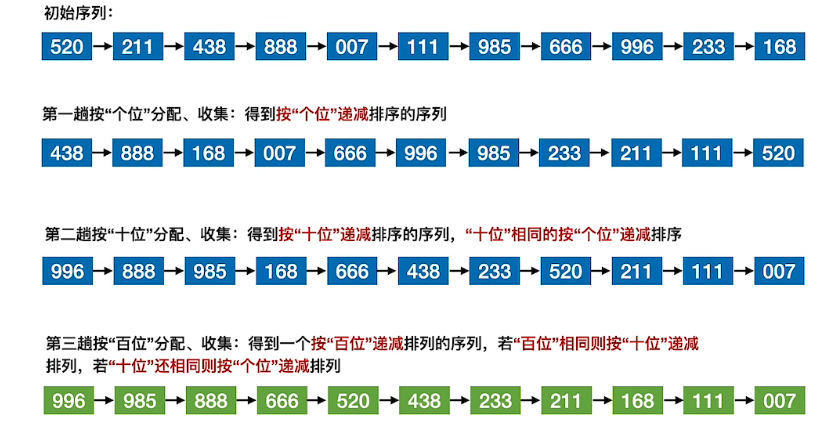 初始序列：
520 211 438 888 007 111 985 666 996 233 168
第一趟按“个位”分配、收集：得到按“个位”递减排序的序列
438 888 168 007 666 996 985 233 211 111 520
第二趟按“十位”分配、收集：得到按“十位”递减排序的序列，“十位”相同的按“个位”递减排序
996 888 985 168 666 438 233 520 211 111 007
第三趟按“百位”分配、收集：得到一个按“百位”递减排列的序列，若“百位”相同则按“十位”递减
排列，若“十位”还相同则按“个位”递减排列
996 985 888 666 520 438 233 211 168 111 007